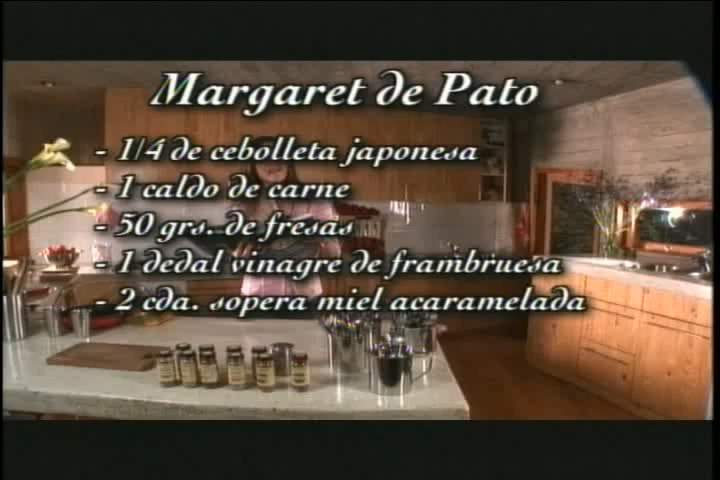 Margaret de Pato
- 1/4 de cebolleta japonesa
- 1 caldo de carne
- 50 grs. de fresas
- 1 dedal vinagre de frambruesa
- 2 cda. sopera miel acaramelada